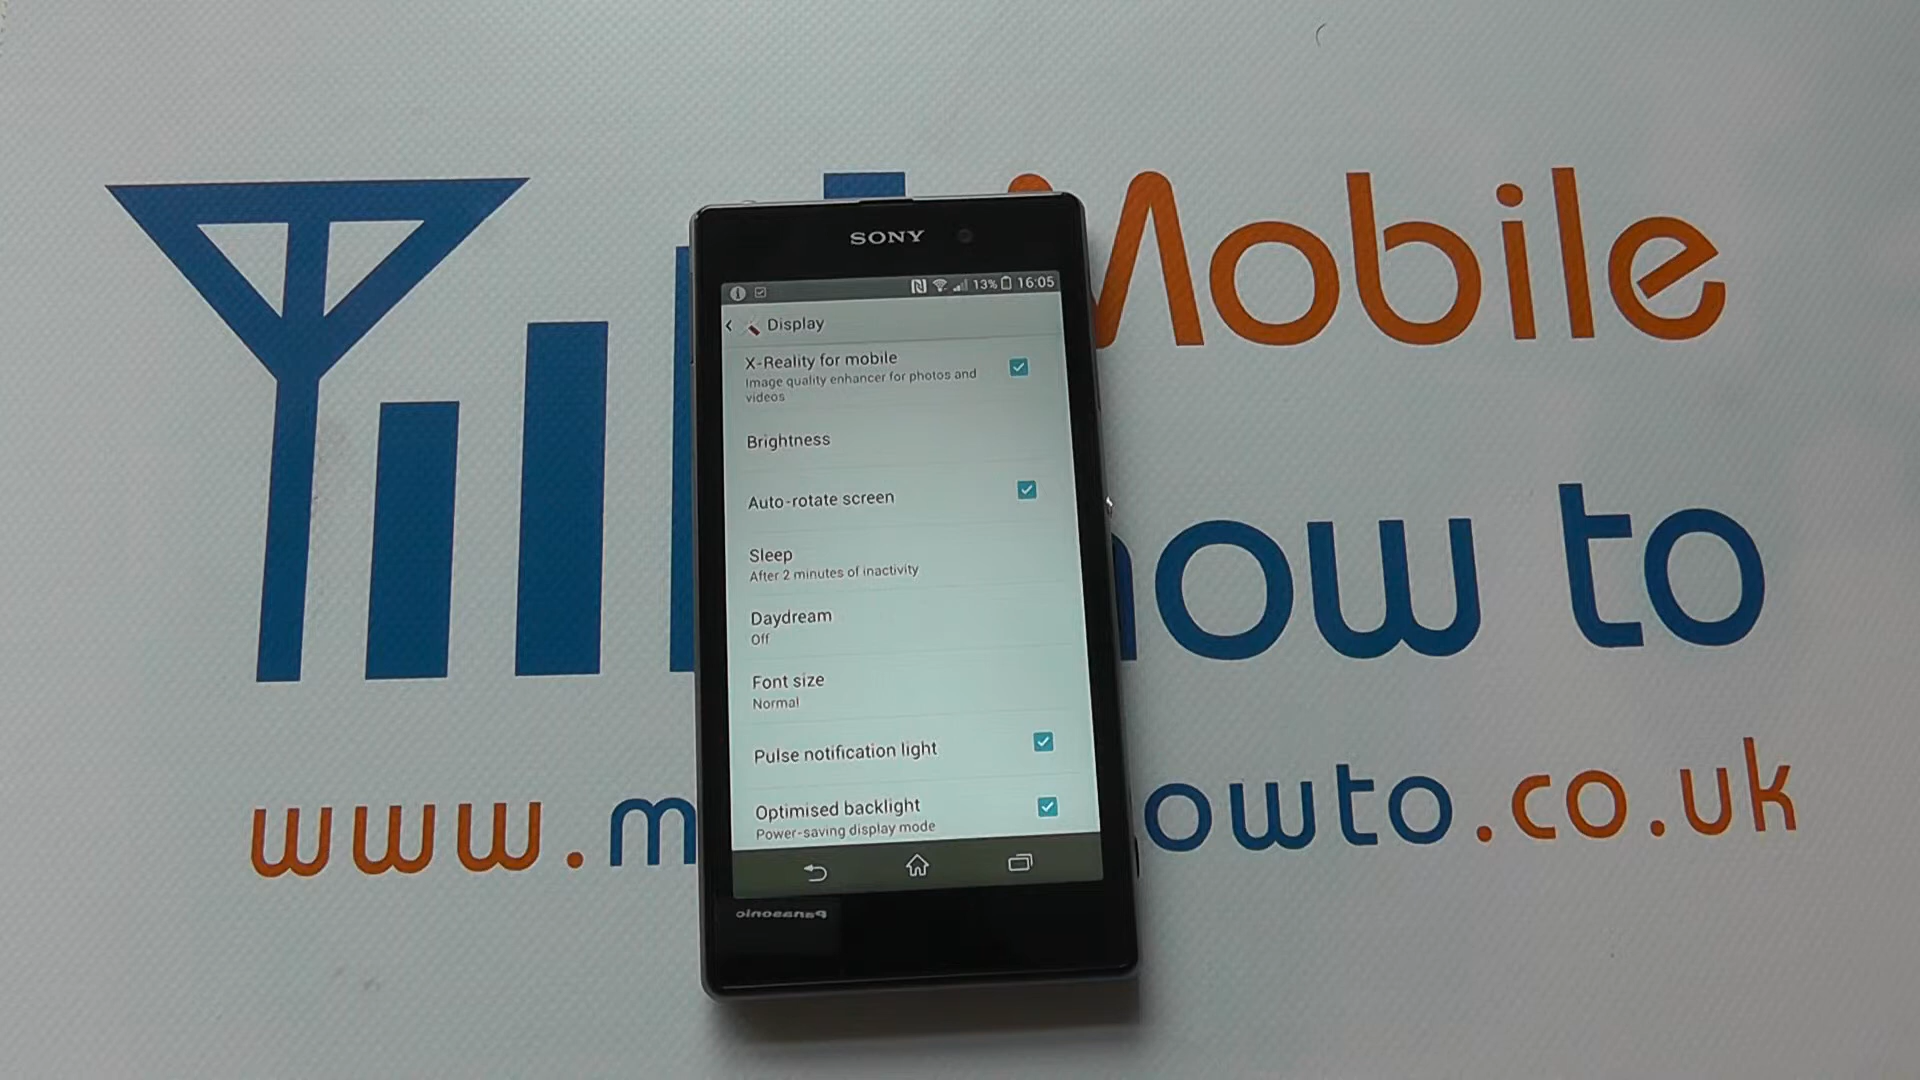 Mobile
SONY
13% 16:05
Display
X-Reality for mobile
Image quality enhancer for photos and
videos
Brightness
Auto-rotate screen
Sleep
After 2 minutes of inactivity
Daydream
Off
Font size
Normal
Pulse notification light
Optimised backlight
Power-saving display mode
how to
www.m howto.co.uk
Panasonic